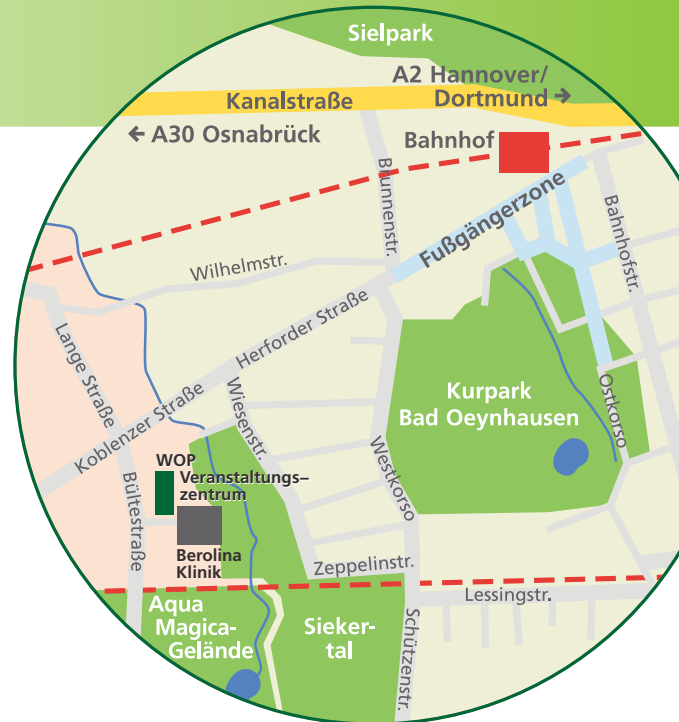 Sielpark
A2 Hannover/
Dortmund →
Kanalstraße
← A30 Osnabrück
Bahnhof
Brunnenstr.
Fußgängerzone
Bahnhofstr.
Wilhelmstr.
Herforder Straße
Lange Straße
Koblenzer Straße
Wiesenstr.
Kurpark
Bad Oeynhausen
Ostkorso
Westkorso
WOP
Veranstaltungs–
zentrum
Bültestraße
Berolina
Klinik
Zeppelinstr.
Lessingstr.
Aqua
Magica-
Gelände
Sieker-
tal
Schützenstr.